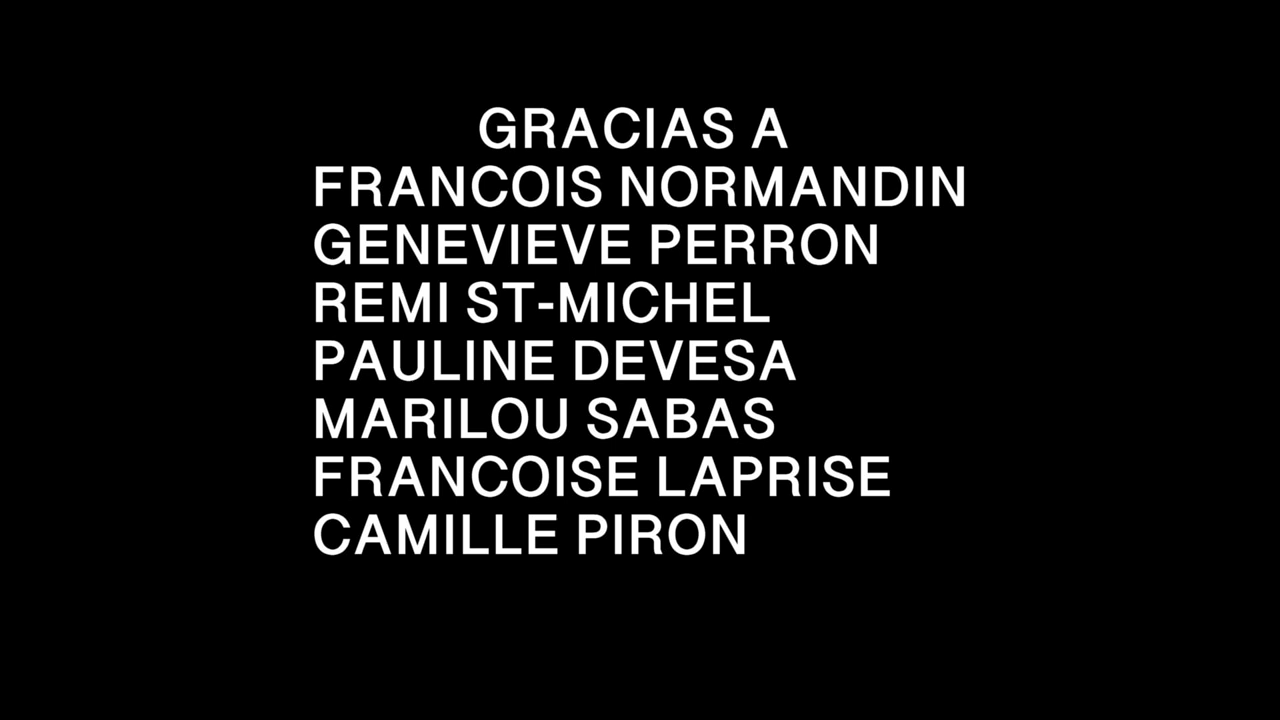 GRACIAS A
FRANCOIS NORMANDIN
GENEVIEVE PERRON
REMI ST-MICHEL
PAULINE DEVESA
MARILOU SABAS
FRANCOISE LAPRISE
CAMILLE PIRON